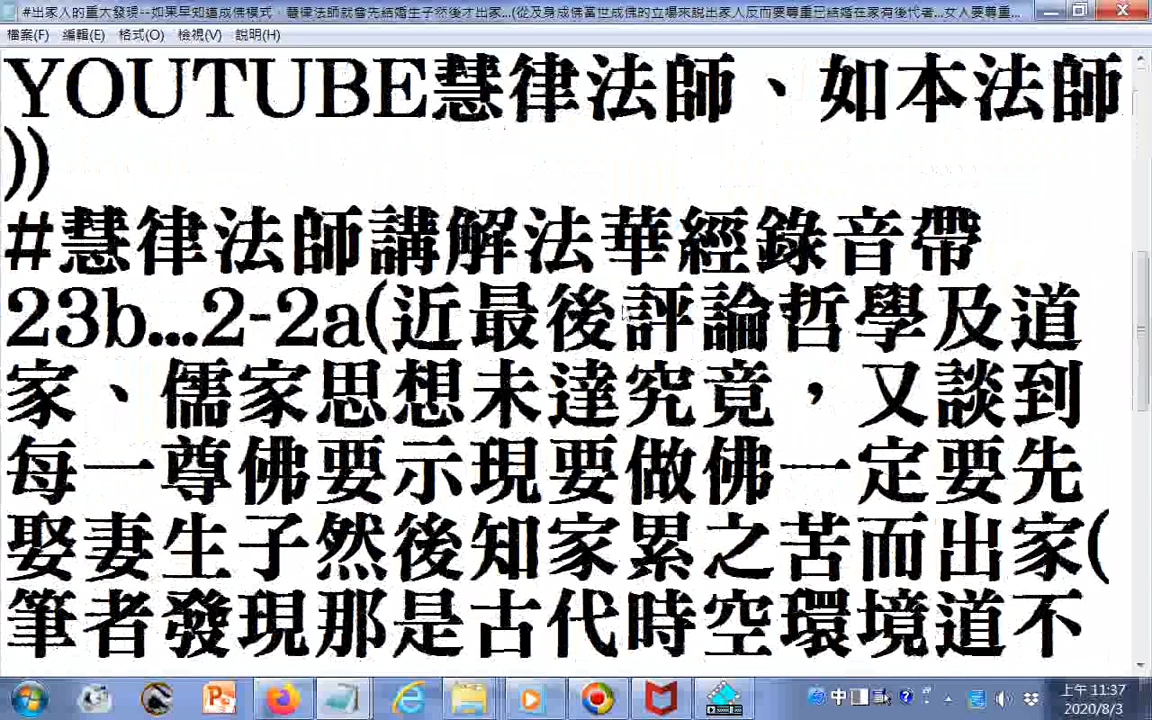 #出家人的重大發現--如果早知道成佛模式，慧律法師就會先結婚生子然後才出家...(從及身成佛當世成佛的立場來說出家人反而要尊重已結婚在家有後代者...女人要尊重...
檔案(F) 編輯(E) 格式(O) 檢視(V) 說明(H)
YOUTUBE慧律法師、如本法師
))
#慧律法師講解法華經錄音帶
23b...2-2a(近最後評論哲學及道
家、儒家思想未達究竟，又談到
每一尊佛要示現要做佛一定要先
娶妻生子然後知家累之苦而出家(
筆者發現那是古代時空環境道不
中
上午 11:37
2020/8/3